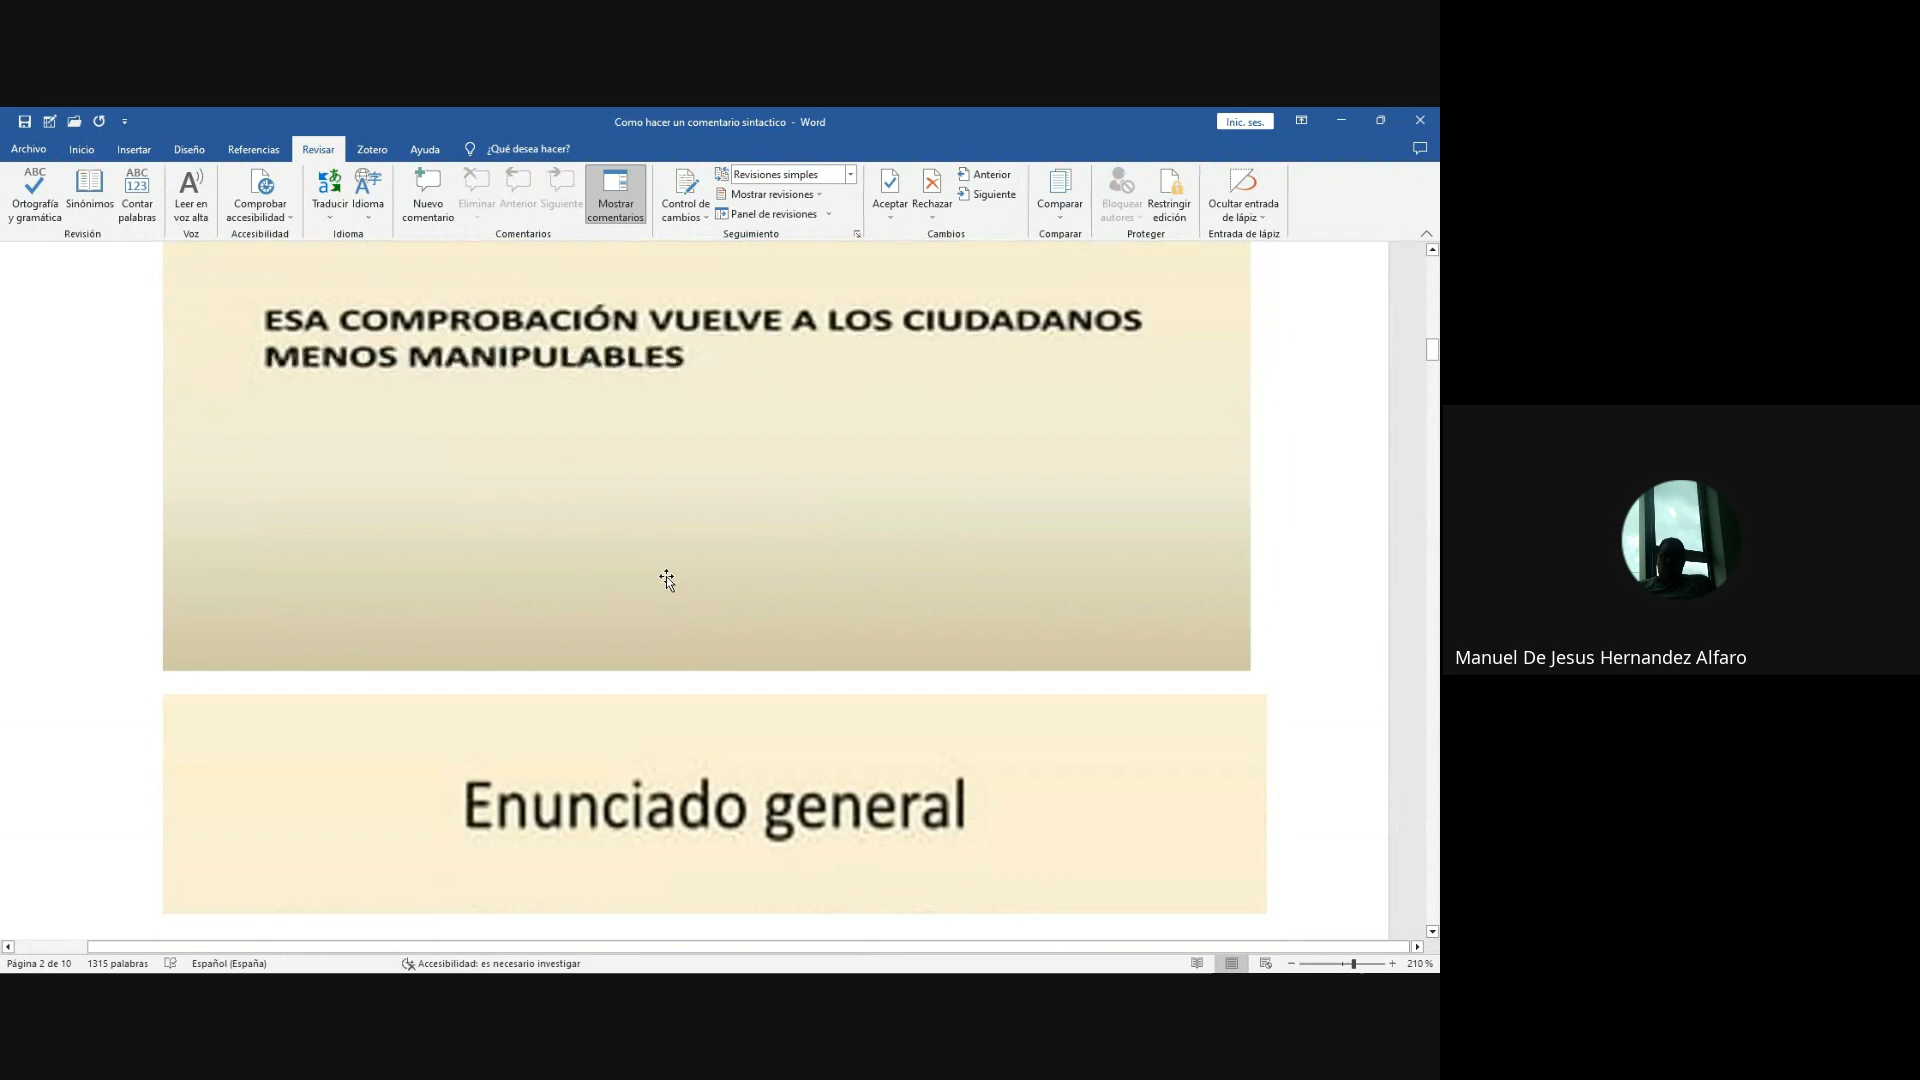 Como hacer un comentario sintactico - Word
Inic. ses.
Archivo Inicio Insertar Diseño Referencias Revisar Zotero Ayuda ¿Qué desea hacer?
ABC
Ortografía
y gramática
Sinónimos
ABC
123
Contar
palabras
Revisión
Leer en
voz alta
Voz
Comprobar
accesibilidad
Accesibilidad
Traducir
Idioma
Idioma
Nuevo
comentario
Eliminar
Anterior
Siguiente
Mostrar
comentarios
Comentarios
Control de
cambios
Revisiones simples
Mostrar revisiones
Panel de revisiones
Seguimiento
Aceptar
Rechazar
Anterior
Siguiente
Cambios
Comparar
Comparar
Bloquear
autores
Restringir
edición
Proteger
Ocultar entrada
de lápiz
Entrada de lápiz
ESA COMPROBACIÓN VUELVE A LOS CIUDADANOS
MENOS MANIPULABLES
Enunciado general
Manuel De Jesus Hernandez Alfaro
Página 2 de 10 1315 palabras Español (España) Accesibilidad: es necesario investigar 210 %